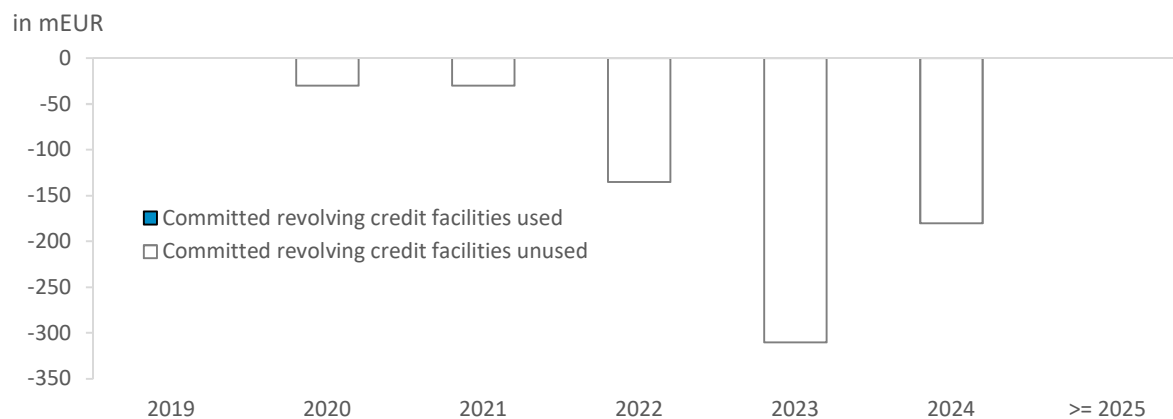 in mEUR
0
-50
-100
-150
-200
-250
-300
-350
Committed revolving credit facilities used
Committed revolving credit facilities unused
2019 2020 2021 2022 2023 2024 >= 2025